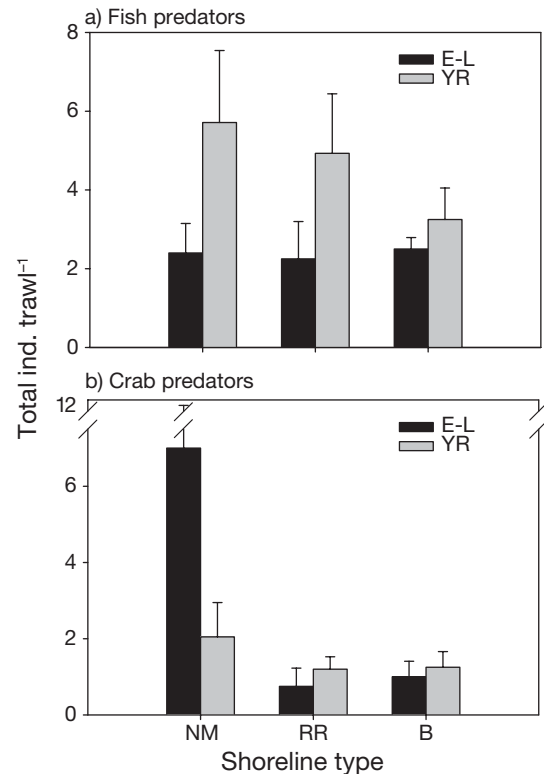 a) Fish predators
8
6
4
2
0
E-L
YR
Total ind. trawl⁻¹
b) Crab predators
12
6
4
2
0
E-L
YR
NM RR B
Shoreline type